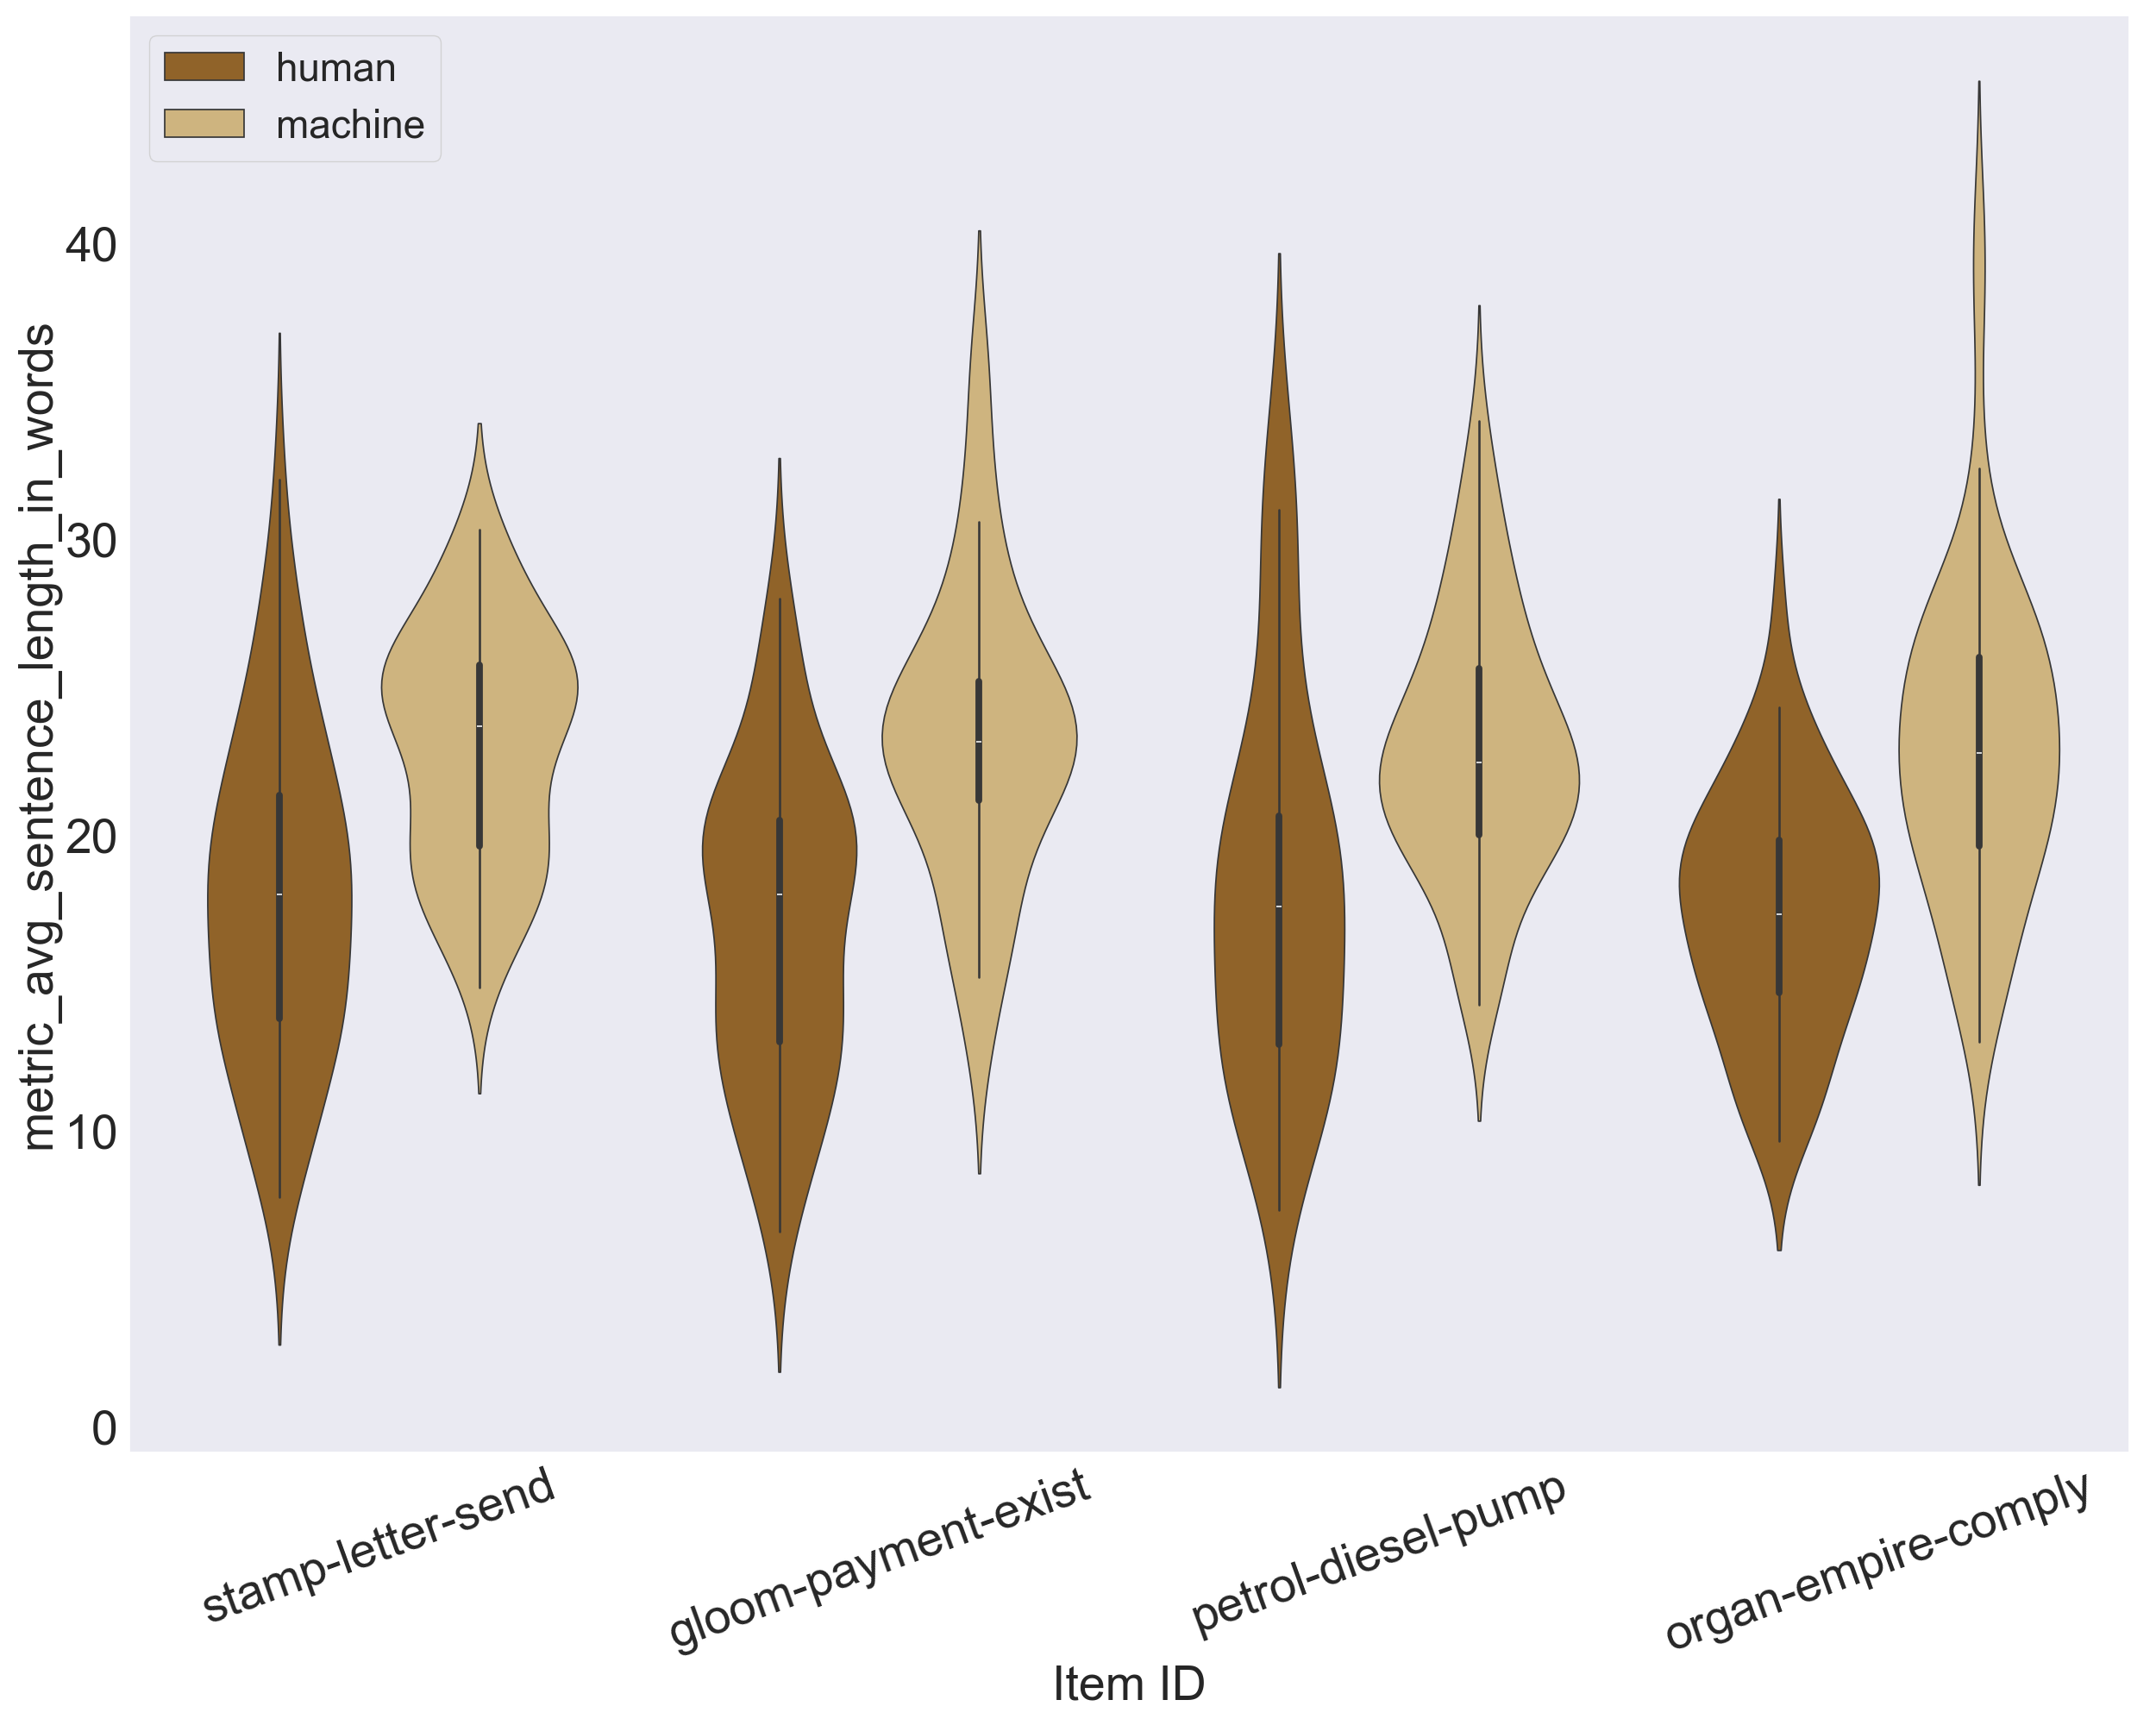 human
machine
metric_avg_sentence_length_in_words
40
30
20
10
0
stamp-letter-send
gloom-payment-exist
petrol-diesel-pump
organ-empire-comply
Item ID